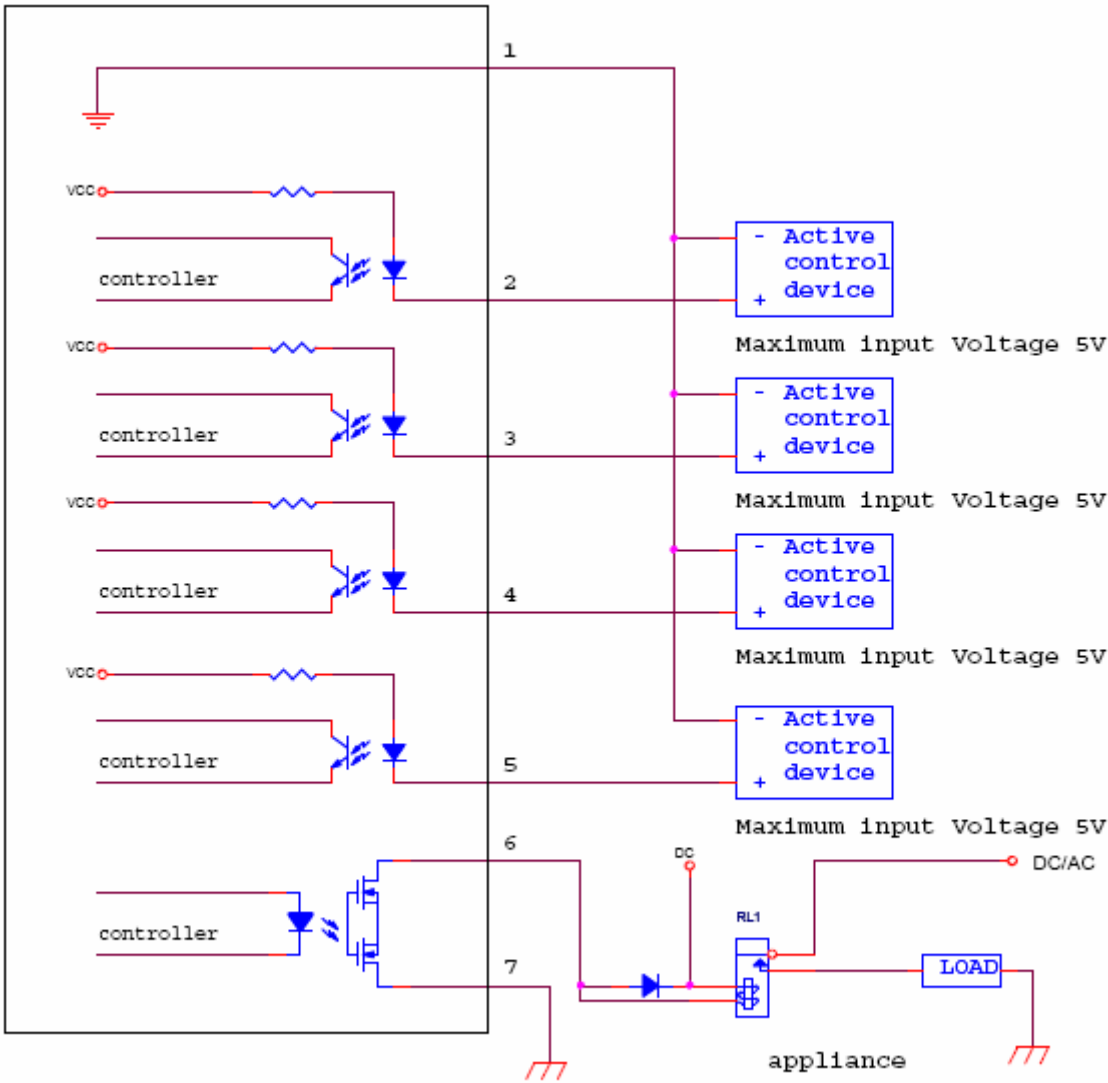 1
VCC
- Active
control
device
+
controller
2
Maximum input Voltage 5V
VCC
- Active
control
device
+
controller
3
Maximum input Voltage 5V
VCC
- Active
control
device
+
controller
4
Maximum input Voltage 5V
VCC
- Active
control
device
+
controller
5
Maximum input Voltage 5V
6
DC
DC/AC
RL1
controller
7
LOAD
appliance